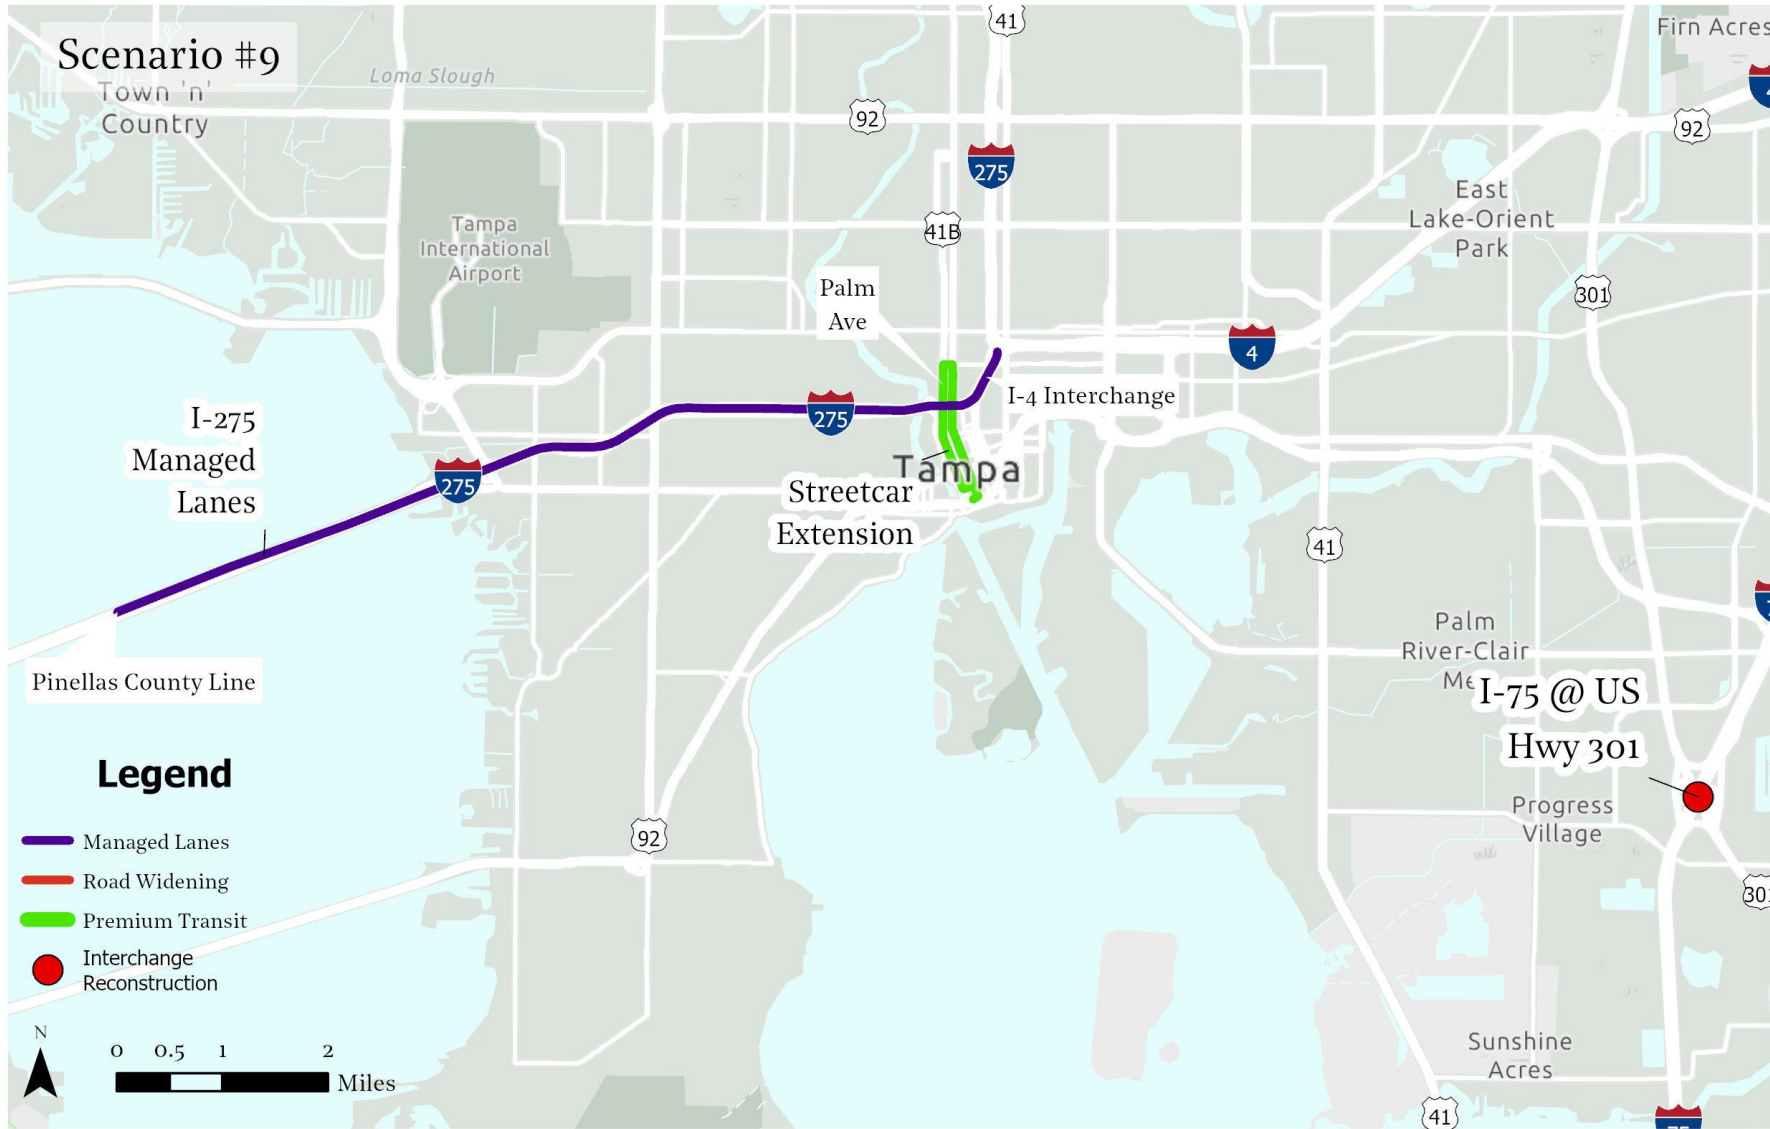 Scenario #9
Town 'n'
Country
Loma Slough
41
Firn Acres
92
92
275
41B
Tampa
International
Airport
East
Lake-Orient
Park
301
Palm
Ave
4
I-4 Interchange
275
I-275
Managed
Lanes
275
Tampa
Streetcar
Extension
41
Pinellas County Line
Palm
River-Clair
I-75 @ US
Hwy 301
Progress
Village
92
Legend
Managed Lanes
Road Widening
Premium Transit
Interchange
Reconstruction
N
0 0.5 1 2
Miles
Sunshine
Acres
41